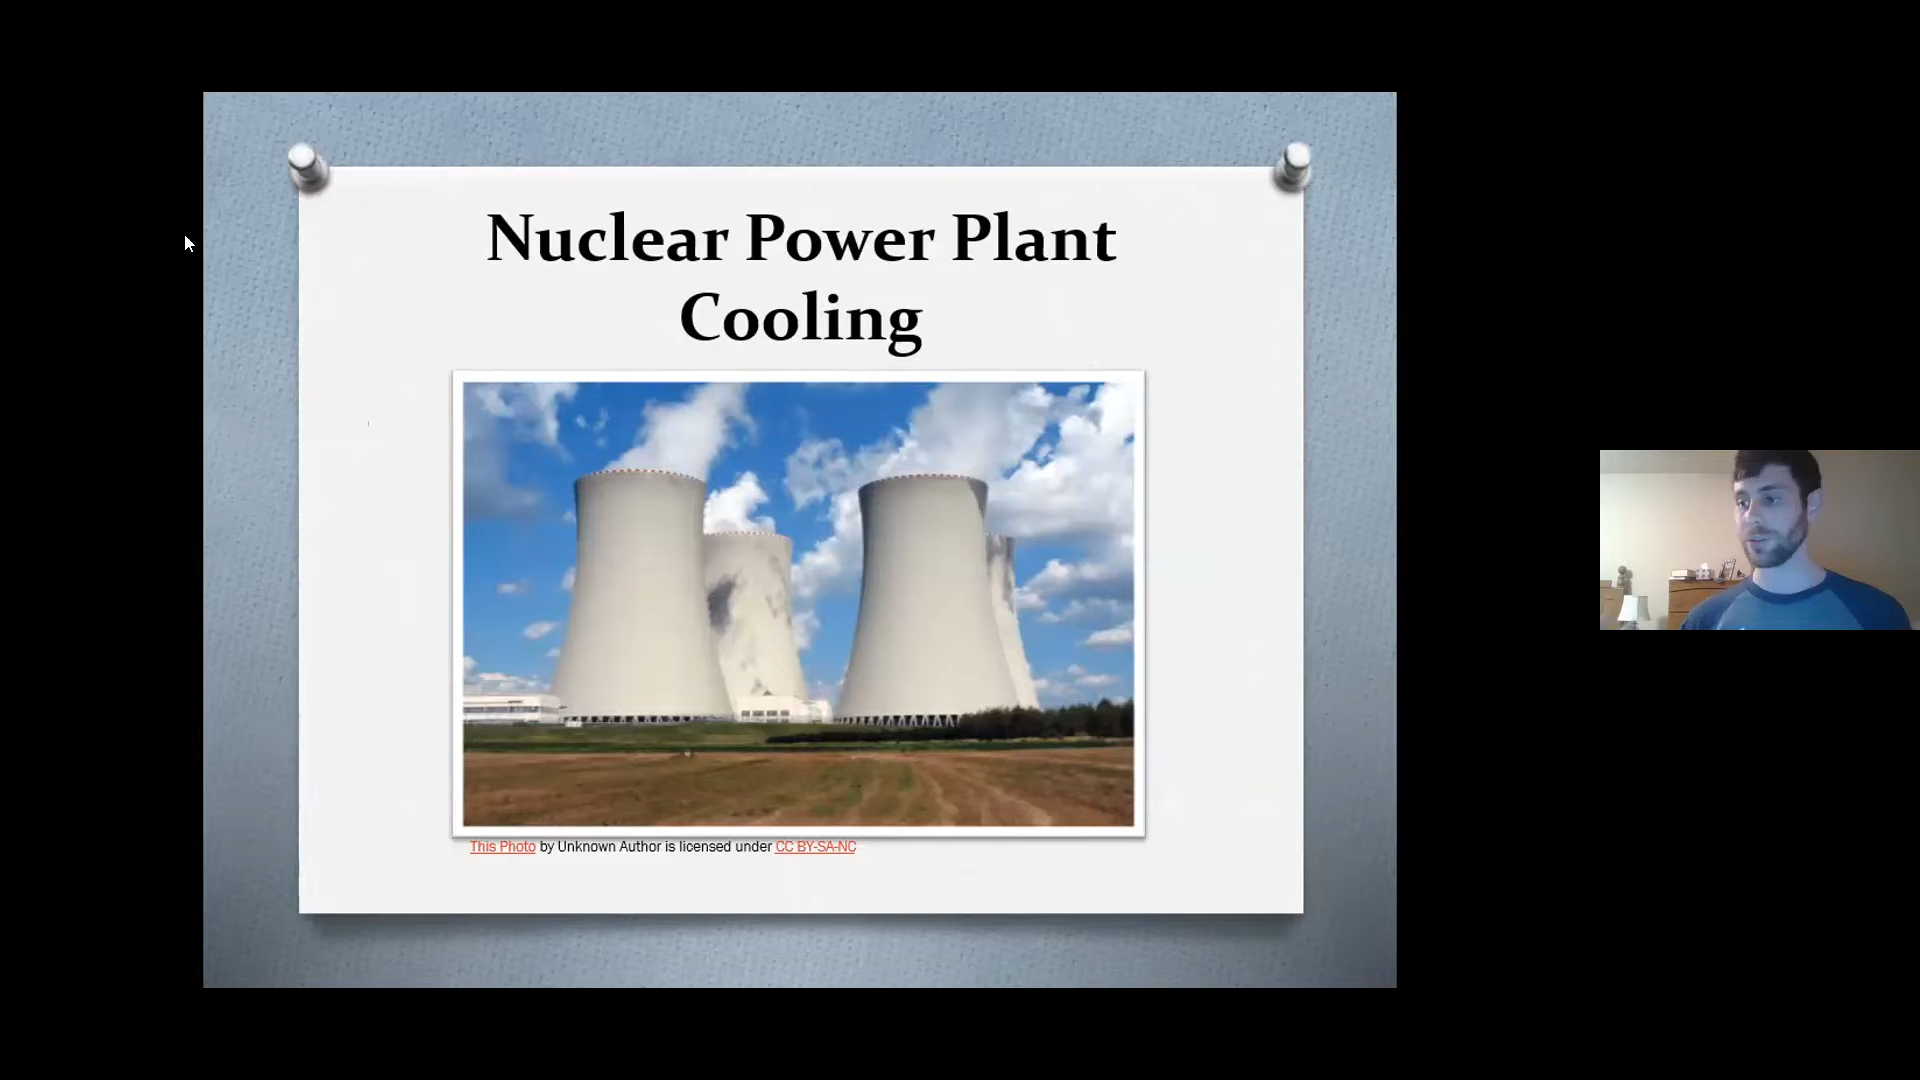 Nuclear Power Plant
Cooling
This Photo by Unknown Author is licensed under CC BY-SA-NC